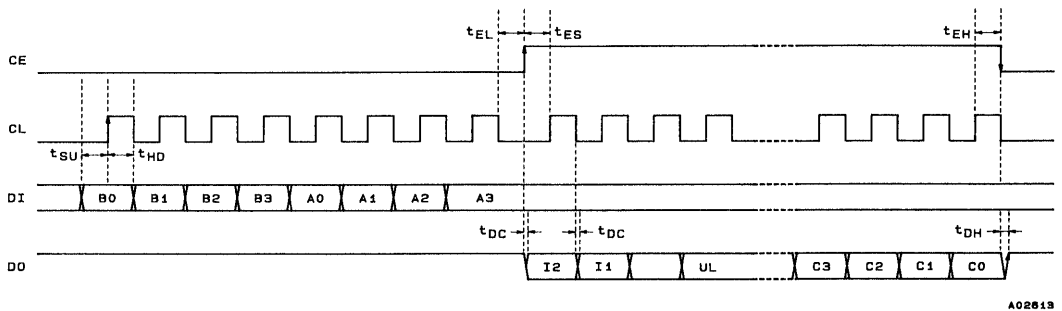 tEL tES tEH
CE
CL
tSU tHD
DI B0 B1 B2 B3 A0 A1 A2 A3
tDC tDC tDH
DO I2 I1 UL C3 C2 C1 C0
A02613